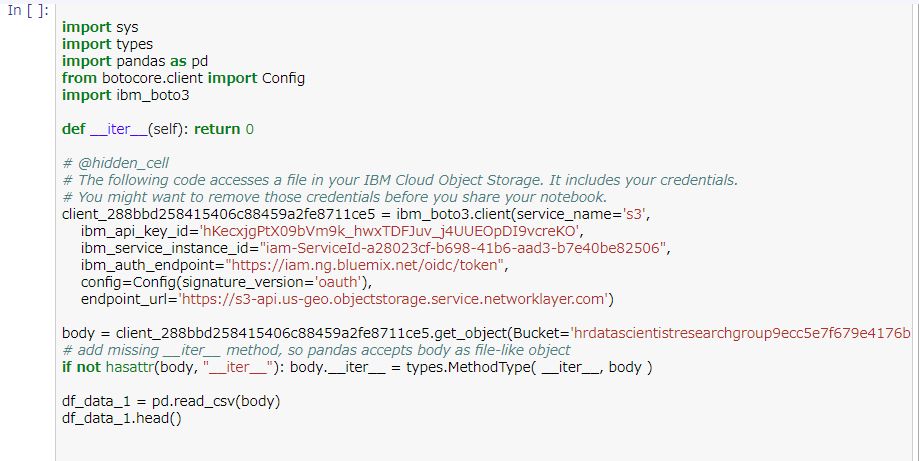 In [ ]:
import sys
import types
import pandas as pd
from botocore.client import Config
import ibm_boto3
def __iter__(self): return 0
# @hidden_cell
# The following code accesses a file in your IBM Cloud Object Storage. It includes your credentials.
# You might want to remove those credentials before you share your notebook.
client_288bbd258415406c88459a2fe8711ce5 = ibm_boto3.client(service_name='s3',
ibm_api_key_id='hKecxjgPtX09bVm9k_hwxTDFJuv_j4UUEOpDI9vcreKO',
ibm_service_instance_id="iam-ServiceId-a28023cf-b698-41b6-aad3-b7e40be82506",
ibm_auth_endpoint="https://iam.ng.bluemix.net/oidc/token",
config=Config(signature_version='oauth'),
endpoint_url='https://s3-api.us-geo.objectstorage.service.networklayer.com')
body = client_288bbd258415406c88459a2fe8711ce5.get_object(Bucket='hrdatascientistresearchgroup9ecc5e7f679e4176b
# add missing __iter__ method, so pandas accepts body as file-like object
if not hasattr(body, "__iter__"): body.__iter__ = types.MethodType( __iter__, body )
df_data_1 = pd.read_csv(body)
df_data_1.head()